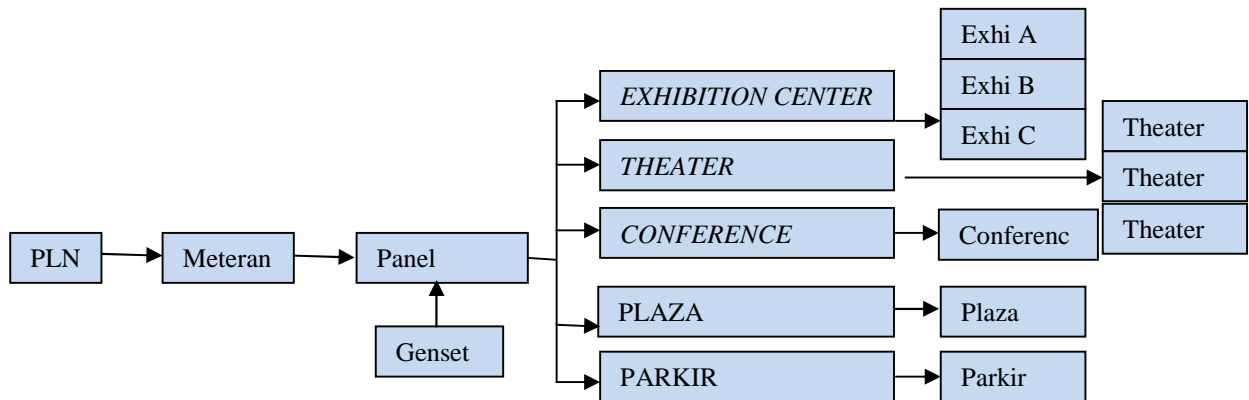 PLN
Meteran
Panel
Genset
EXHIBITION CENTER
THEATER
CONFERENCE
PLAZA
PARKIR
Exhi A
Exhi B
Exhi C
Theater
Theater
Theater
Conferenc
Plaza
Parkir